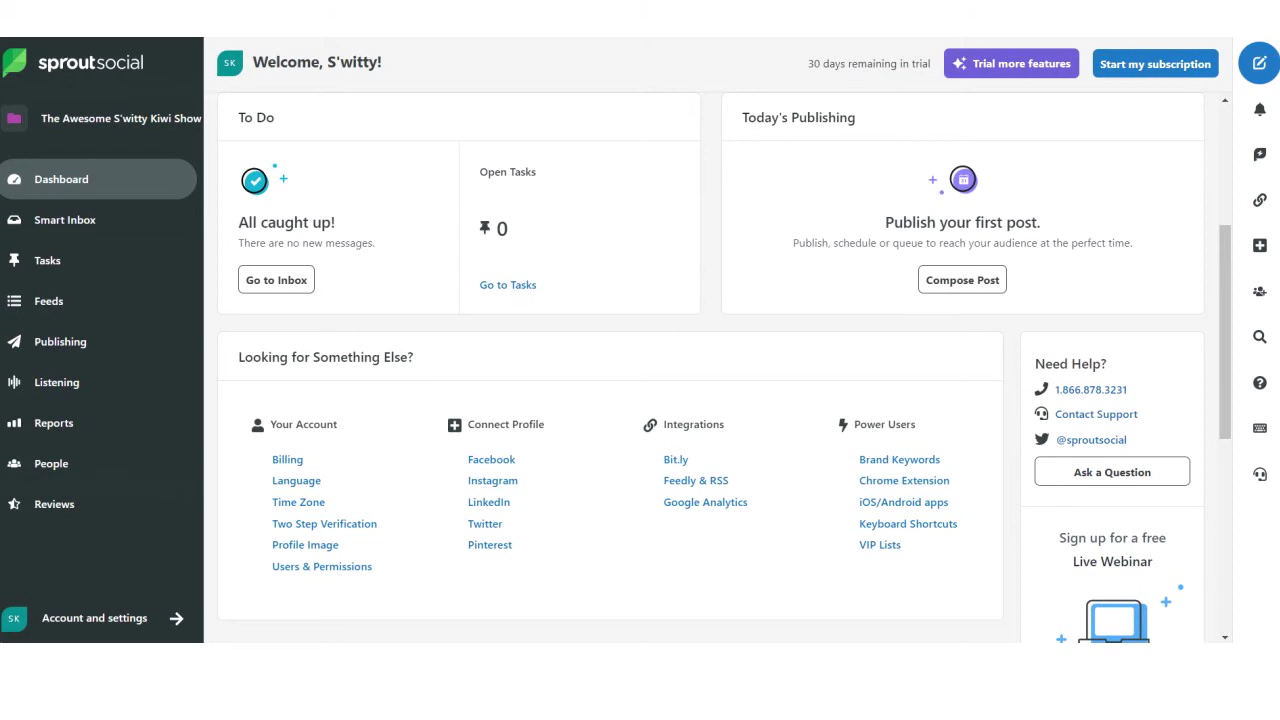 sproutsocial
SK
Welcome, S'witty!
30 days remaining in trial
Trial more features
Start my subscription
The Awesome S'witty Kiwi Show
Dashboard
Smart Inbox
Tasks
Feeds
Publishing
Listening
Reports
People
Reviews
SK
Account and settings
To Do
All caught up!
There are no new messages.
Go to Inbox
Open Tasks
0
Go to Tasks
Today's Publishing
Publish your first post.
Publish, schedule or queue to reach your audience at the perfect time.
Compose Post
Looking for Something Else?
Your Account
Billing
Language
Time Zone
Two Step Verification
Profile Image
Users & Permissions
Connect Profile
Facebook
Instagram
LinkedIn
Twitter
Pinterest
Integrations
Bit.ly
Feedly & RSS
Google Analytics
Power Users
Brand Keywords
Chrome Extension
iOS/Android apps
Keyboard Shortcuts
VIP Lists
Need Help?
1.866.878.3231
Contact Support
@sproutsocial
Ask a Question
Sign up for a free
Live Webinar